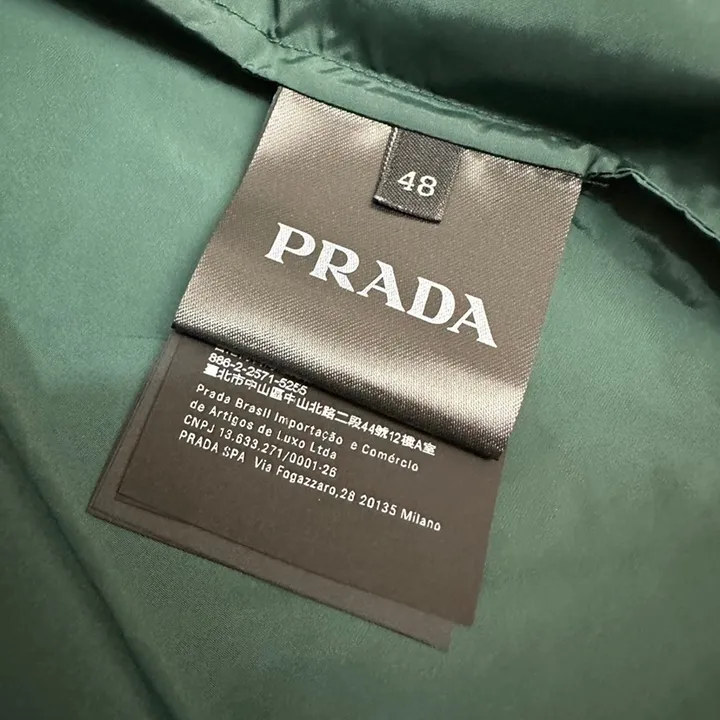 48
PRADA
886-2-2571-5255
臺北市中山區中山北路二段44號12樓A室
Prada Brasil Importação e Comércio
de Artigos de Luxo Ltda
CNPJ 13.633.271/0001-26
PRADA SPA Via Fogazzaro,28 20135 Milano